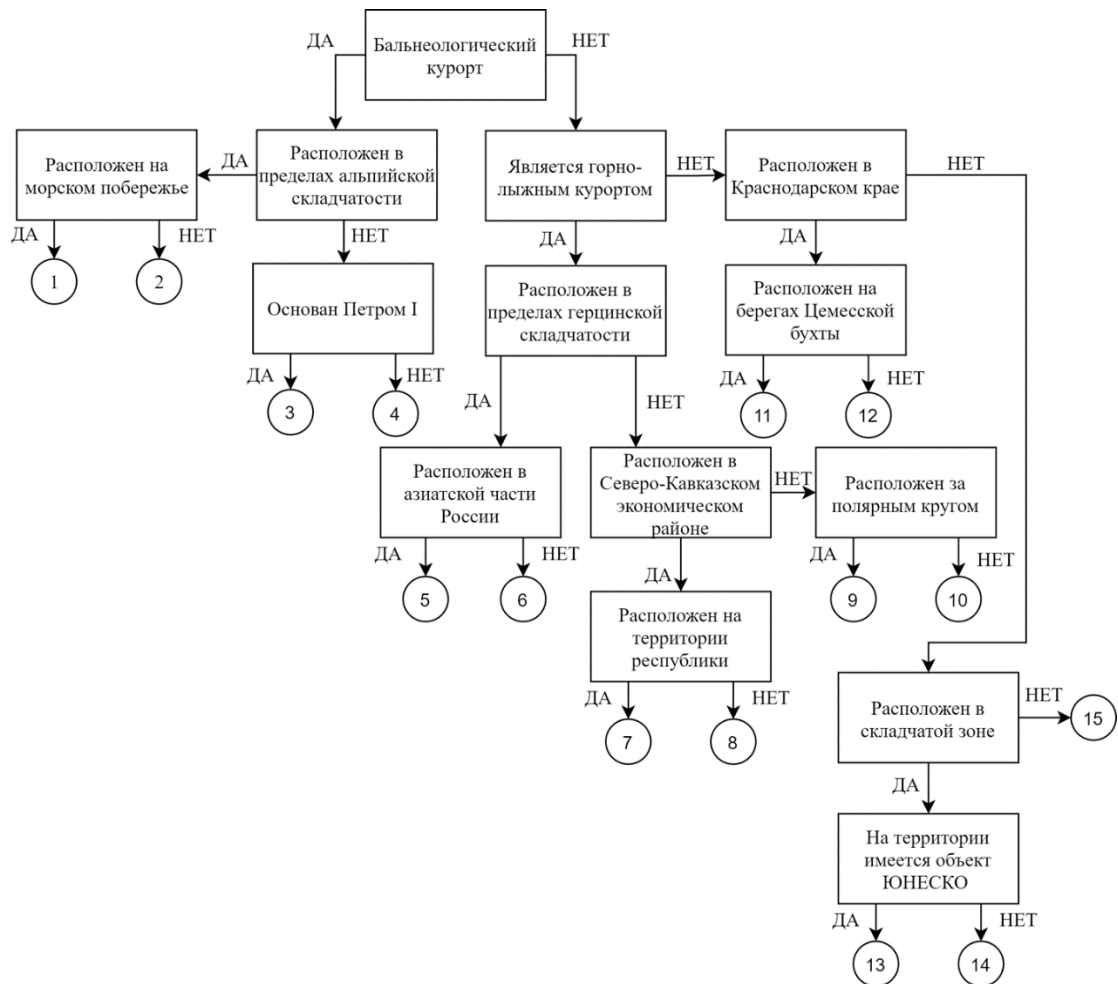 ДА
Бальнеологический
курорт
НЕТ
Расположен на
морском побережье
ДА
Расположен в
пределах альпийской
складчатости
Является горно-
лыжным курортом
НЕТ
Расположен в
Краснодарском крае
НЕТ
ДА
НЕТ
НЕТ
ДА
ДА
1
2
Основан Петром I
Расположен в
пределах герцинской
складчатости
Расположен на
берегах Цемесской
бухты
ДА
НЕТ
ДА
НЕТ
ДА
НЕТ
3
4
11
12
Расположен в
азиатской части
России
Расположен в
Северо-Кавказском
экономическом
районе
НЕТ
Расположен за
полярным кругом
ДА
НЕТ
ДА
ДА
НЕТ
5
6
9
10
Расположен на
территории
республики
ДА
НЕТ
7
8
Расположен в
складчатой зоне
НЕТ
15
ДА
На территории
имеется объект
ЮНЕСКО
ДА
НЕТ
13
14